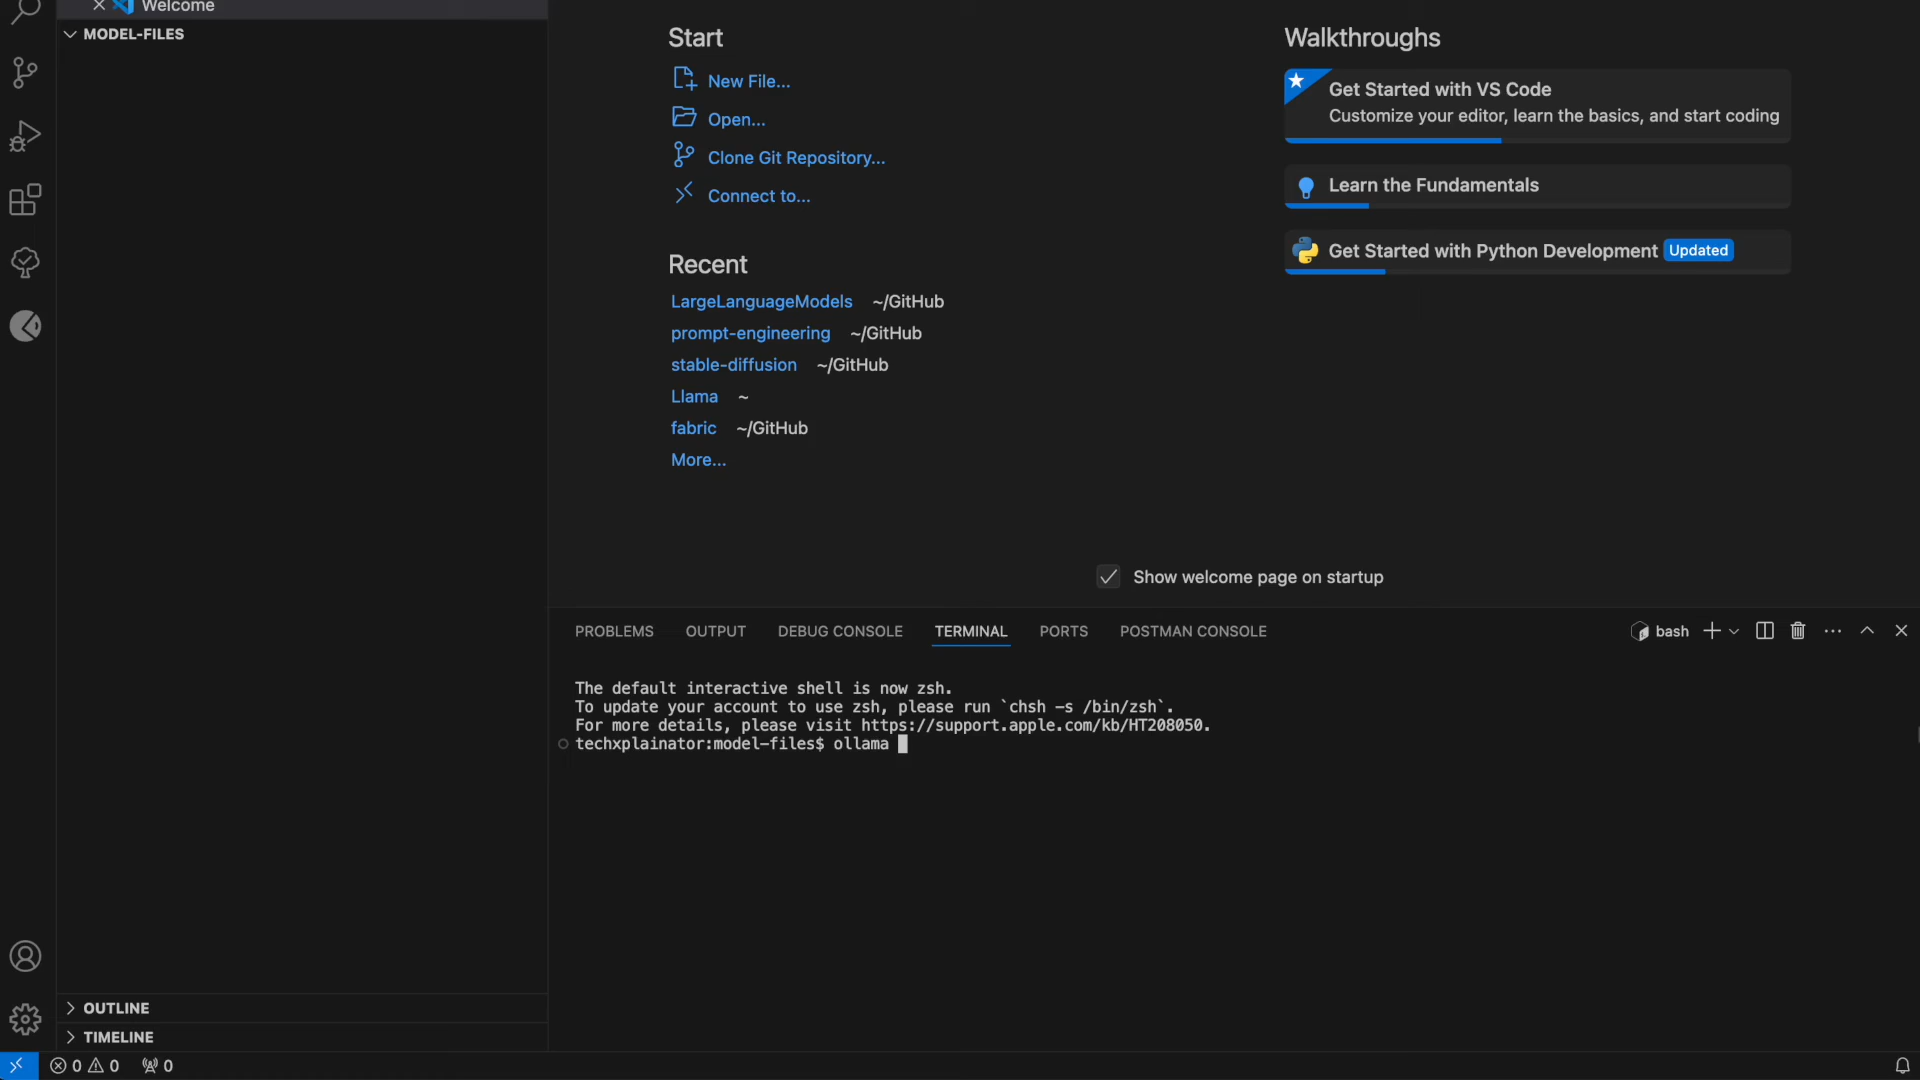 Welcome
MODEL-FILES
Start
New File...
Open...
Clone Git Repository...
Connect to...
Recent
LargeLanguageModels ~/GitHub
prompt-engineering ~/GitHub
stable-diffusion ~/GitHub
Llama ~
fabric ~/GitHub
More...
Walkthroughs
Get Started with VS Code
Customize your editor, learn the basics, and start coding
Learn the Fundamentals
Get Started with Python Development Updated
Show welcome page on startup
PROBLEMS OUTPUT DEBUG CONSOLE TERMINAL PORTS POSTMAN CONSOLE
bash
The default interactive shell is now zsh.
To update your account to use zsh, please run `chsh -s /bin/zsh`.
For more details, please visit https://support.apple.com/kb/HT208050.
techxplainator:model-files$ ollama
OUTLINE
TIMELINE
0 0 0